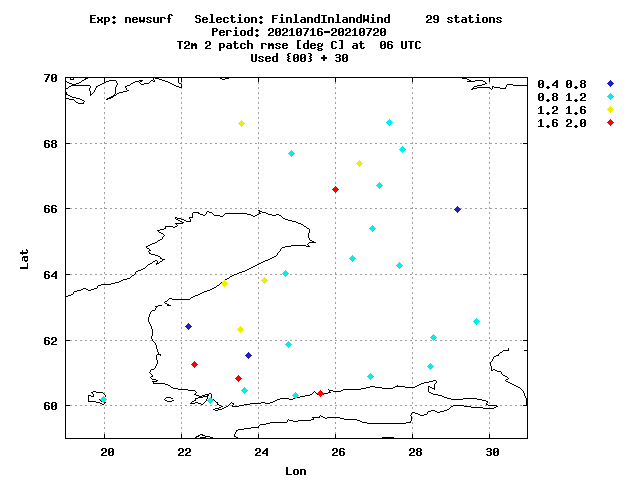 Exp: newsurf   Selection: FinlandInlandWind     29 stations
Period: 20210716-20210720
T2m 2 patch rmse [deg C] at  06 UTC
Used {00} + 30
0.4 0.8
0.8 1.2
1.2 1.6
1.6 2.0
70
68
66
64
62
60
Lat
20 22 24 26 28 30
Lon